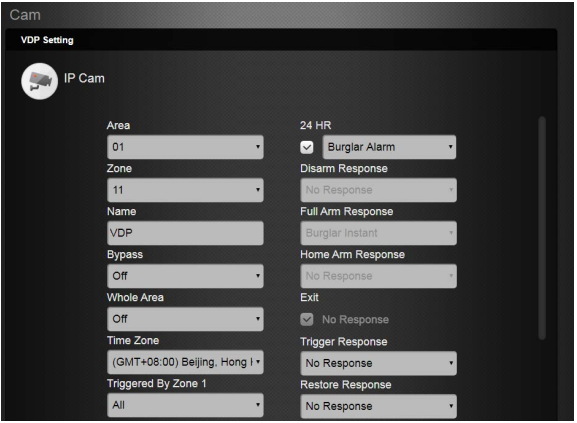 Cam
VDP Setting
IP Cam
Area
01
Zone
11
Name
VDP
Bypass
Off
Whole Area
Off
Time Zone
(GMT+08:00) Beijing, Hong
Triggered By Zone 1
All
24 HR
Burglar Alarm
Disarm Response
No Response
Full Arm Response
Burglar Instant
Home Arm Response
No Response
Exit
No Response
Trigger Response
No Response
Restore Response
No Response